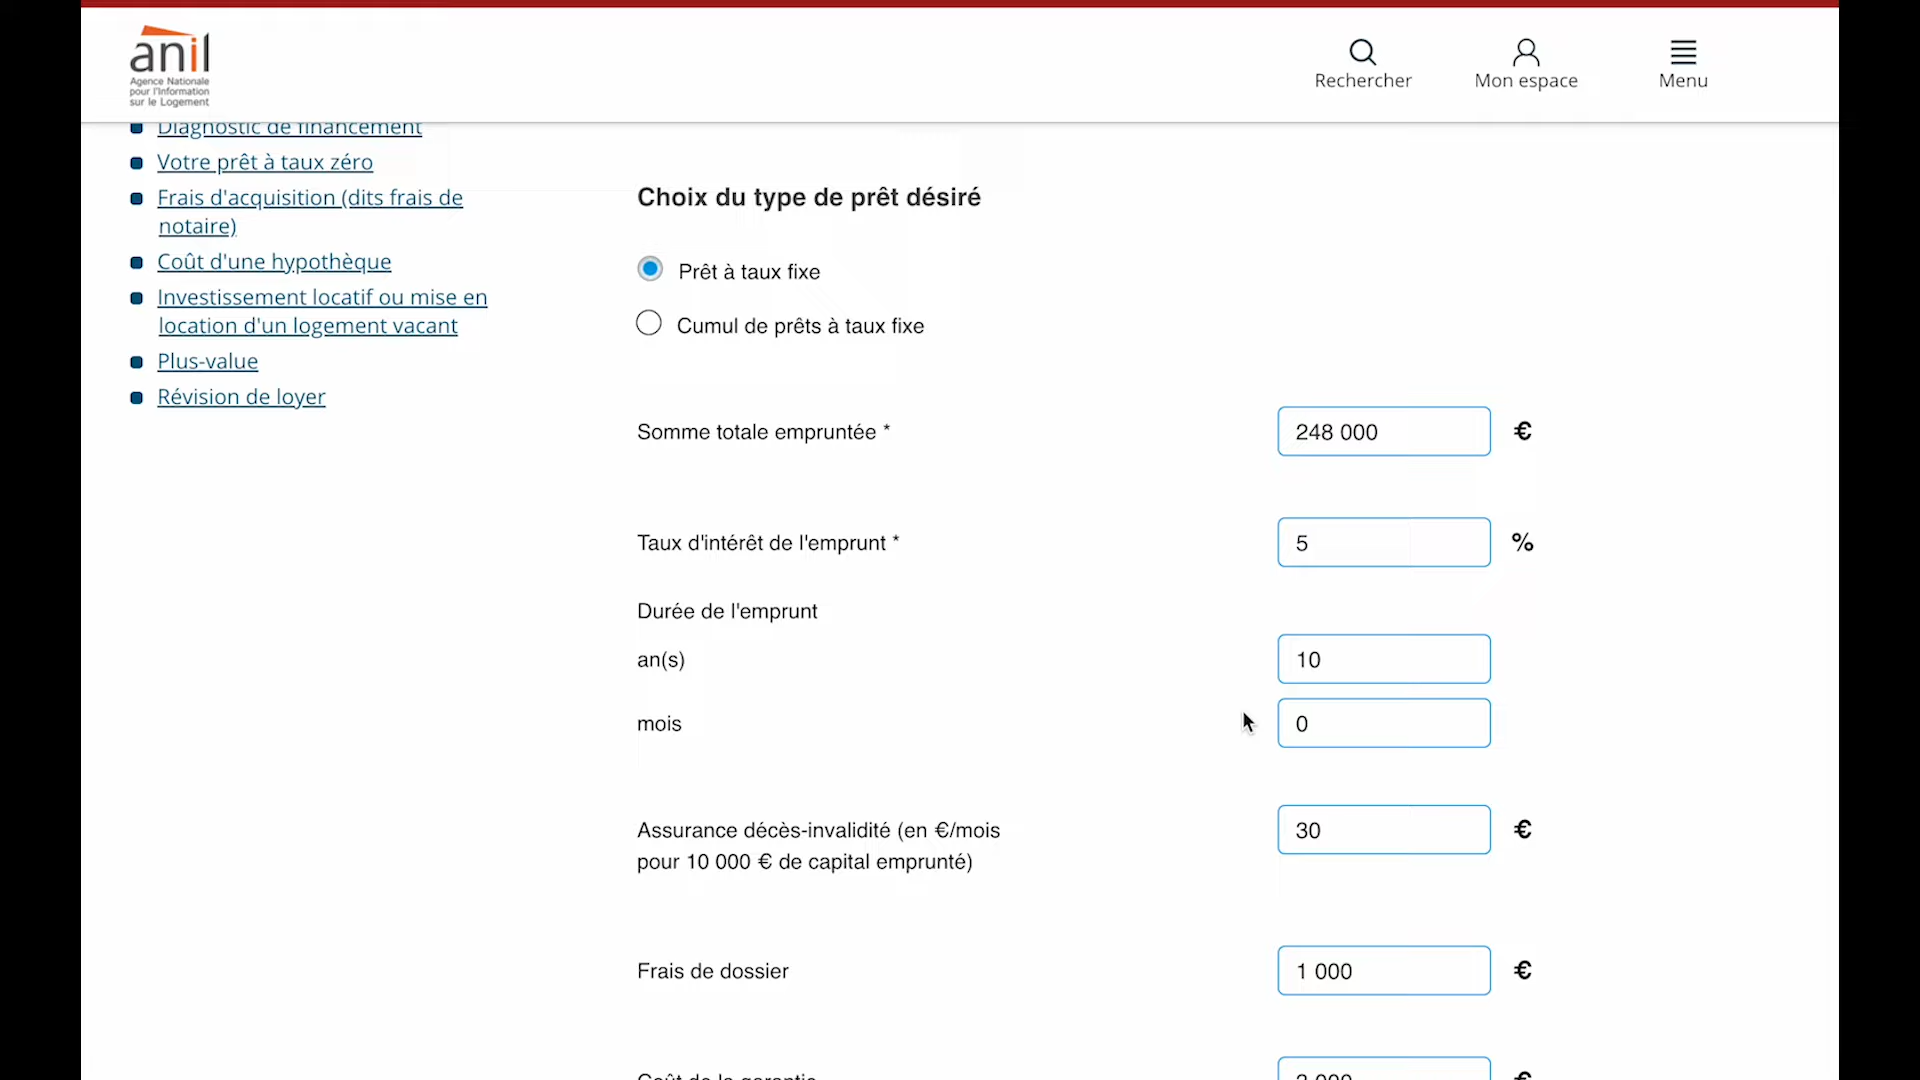 anil
Agence Nationale
pour l'Information
sur le Logement
Rechercher
Mon espace
Menu
Diagnostic de financement
Votre prêt à taux zéro
Frais d'acquisition (dits frais de
notaire)
Coût d'une hypothèque
Investissement locatif ou mise en
location d'un logement vacant
Plus-value
Révision de loyer
Choix du type de prêt désiré
Prêt à taux fixe
Cumul de prêts à taux fixe
Somme totale empruntée * 248 000 €
Taux d'intérêt de l'emprunt * 5 %
Durée de l'emprunt
an(s) 10
mois 0
Assurance décès-invalidité (en €/mois
pour 10 000 € de capital emprunté) 30 €
Frais de dossier 1 000 €
Coût de la garantie €